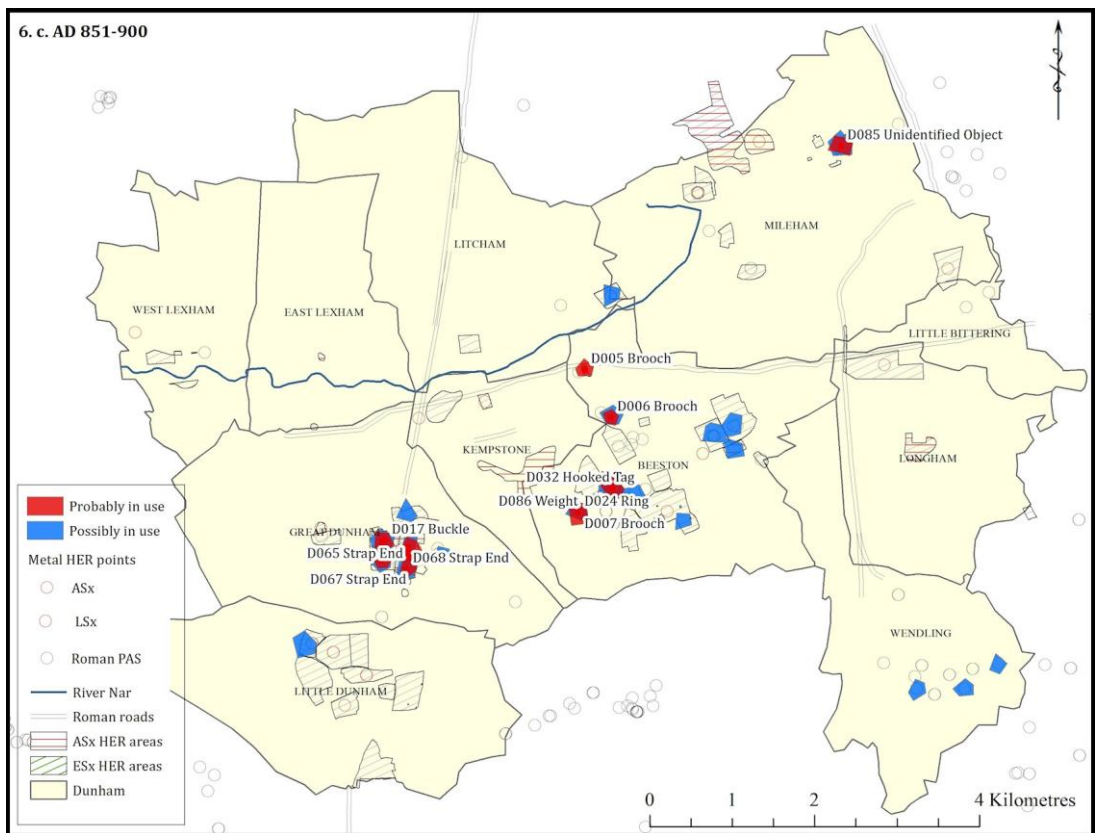 6. c. AD 851-900
D085 Unidentified Object
MILEHAM
LITCHAM
WEST LEXHAM
EAST LEXHAM
LITTLE BITTERING
D005 Brooch
D006 Brooch
KEMPSTONE
BEESTON
LONGHAM
D032 Hooked Tag
D086 Weight
D024 Ring
D007 Brooch
GREAT DUNHAM
D017 Buckle
D065 Strap End
D068 Strap End
D067 Strap End
WENDLING
LITTLE DUNHAM
Probably in use
Possibly in use
Metal HER points
ASx
LSx
Roman PAS
River Nar
Roman roads
ASx HER areas
ESx HER areas
Dunham
0 1 2 4 Kilometres